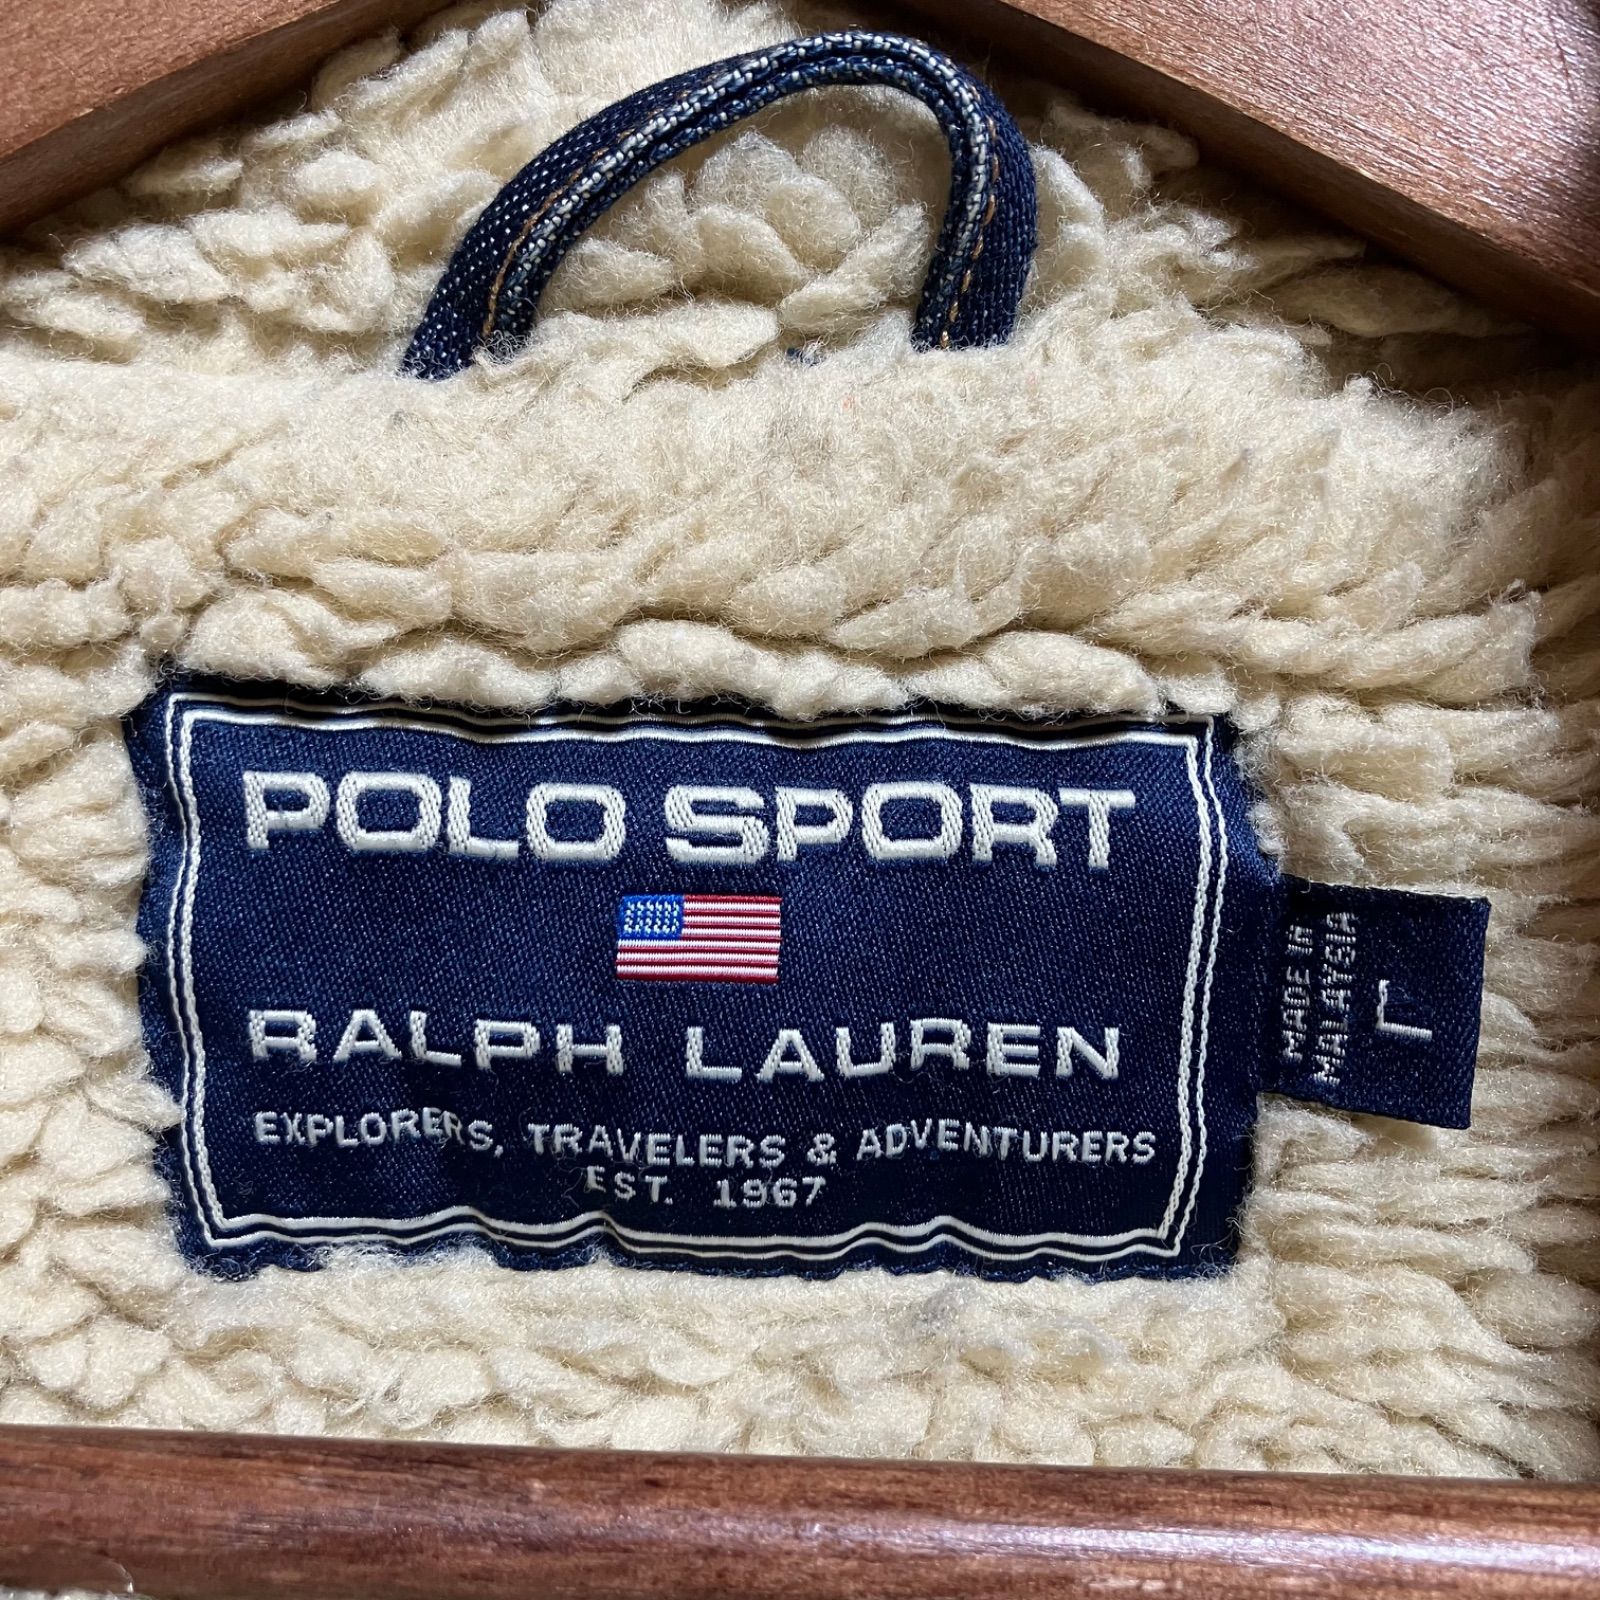 POLO SPORT
RALPH LAUREN
EXPLORERS, TRAVELERS & ADVENTURERS
EST. 1967
MADE IN
MALAYSIA
L